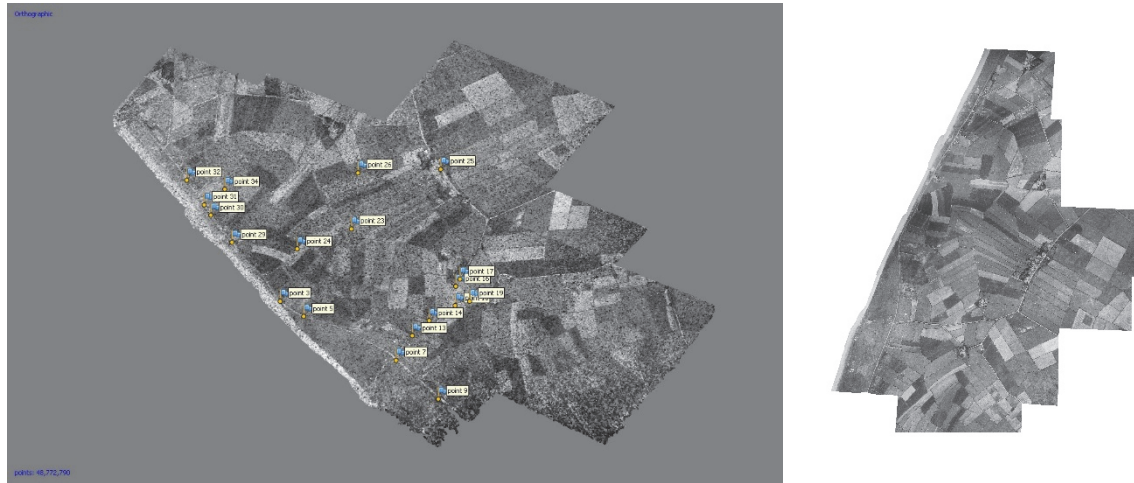 Orthographic
point 26
point 25
point 32
point 34
point 31
point 30
point 23
point 29
point 24
point 17
point 3
point 19
point 5
point 14
point 13
point 7
point 9
points: 48,772,790